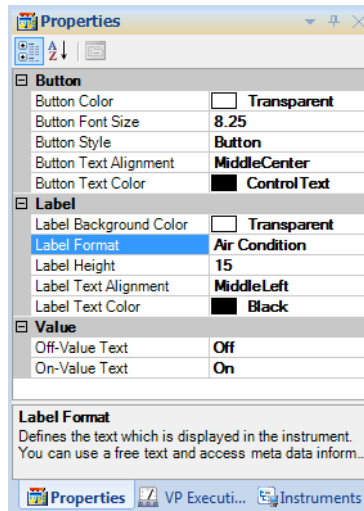 Properties
Button
Button Color Transparent
Button Font Size 8.25
Button Style Button
Button Text Alignment MiddleCenter
Button Text Color ControlText
Label
Label Background Color Transparent
Label Format Air Condition
Label Height 15
Label Text Alignment MiddleLeft
Label Text Color Black
Value
Off-Value Text Off
On-Value Text On
Label Format
Defines the text which is displayed in the instrument.
You can use a free text and access meta data inform...
Properties VP Executi... Instruments